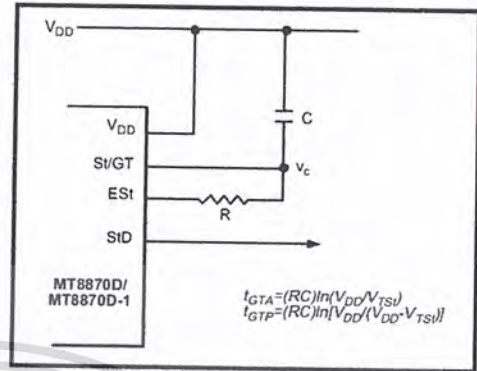 VDD
VDD
C
St/GT
vc
ESt
R
StD
MT8870D/
MT8870D-1
tGTA=(RC)ln(VDD/VTSt)
tGTP=(RC)ln[VDD/(VDD-VTSt)]